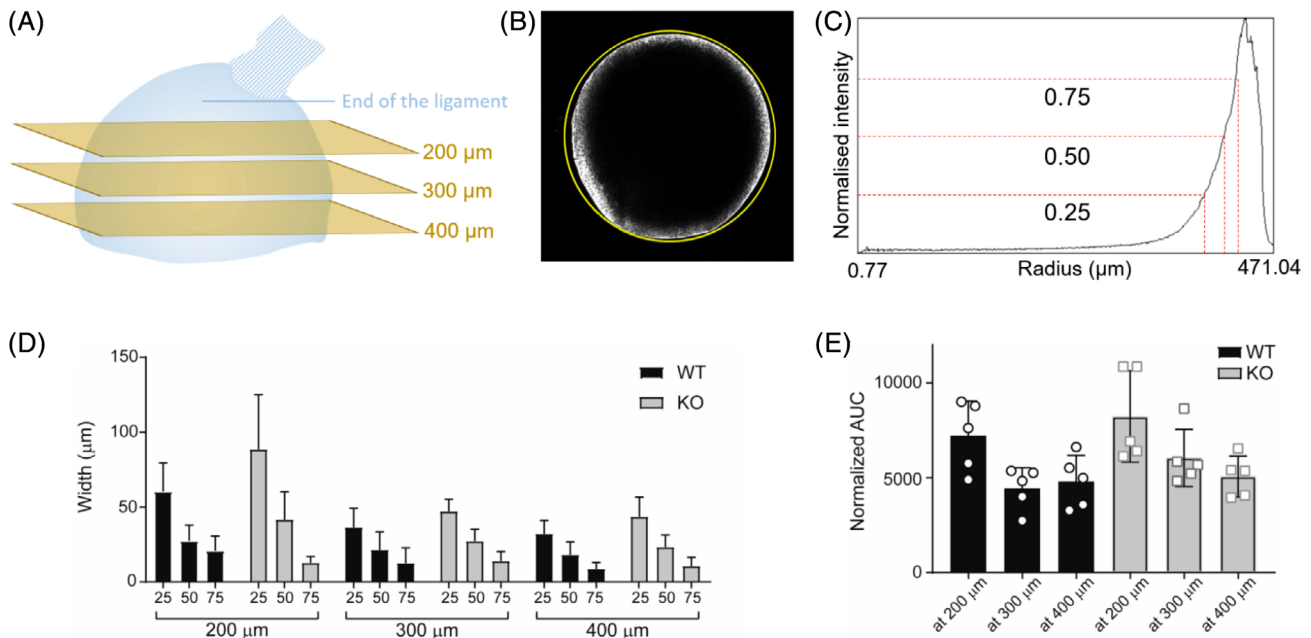 (A)
End of the ligament
200 µm
300 µm
400 µm
(B)
(C)
Normalised intensity
0.75
0.50
0.25
0.77
Radius (µm)
471.04
(D)
Width (µm)
150
100
50
0
WT
KO
25 50 75 25 50 75 25 50 75 25 50 75 25 50 75 25 50 75
200 µm 300 µm 400 µm
(E)
Normalized AUC
10000
5000
0
WT
KO
at 200 µm at 300 µm at 400 µm at 200 µm at 300 µm at 400 µm